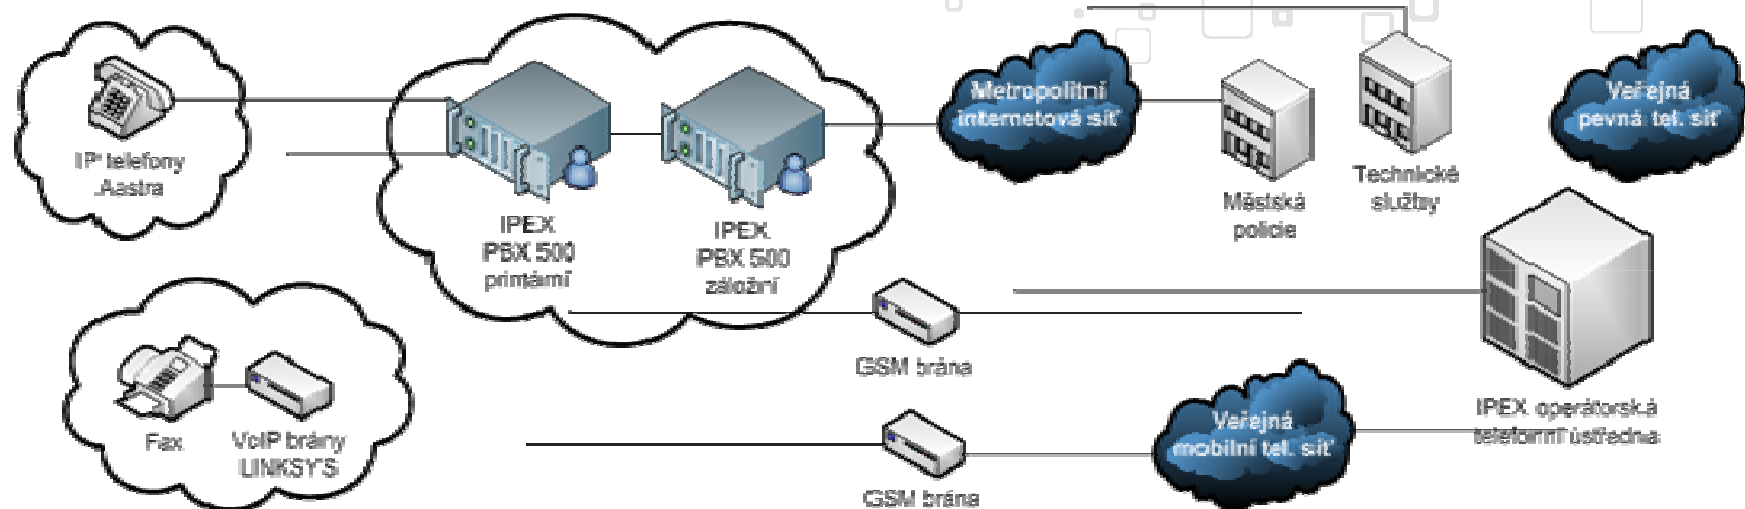 IP telefony
Aastra
IPEX
PBX 500
primární
IPEX
PBX 500
záložní
Metropolitní
internetová síť
Městská
policie
Technické
služby
Veřejná
pevná tel. síť
GSM brána
Fax
VoIP brány
LINKSYS
GSM brána
Veřejná
mobilní tel. síť
IPEX operátorská
telefonní ústředna